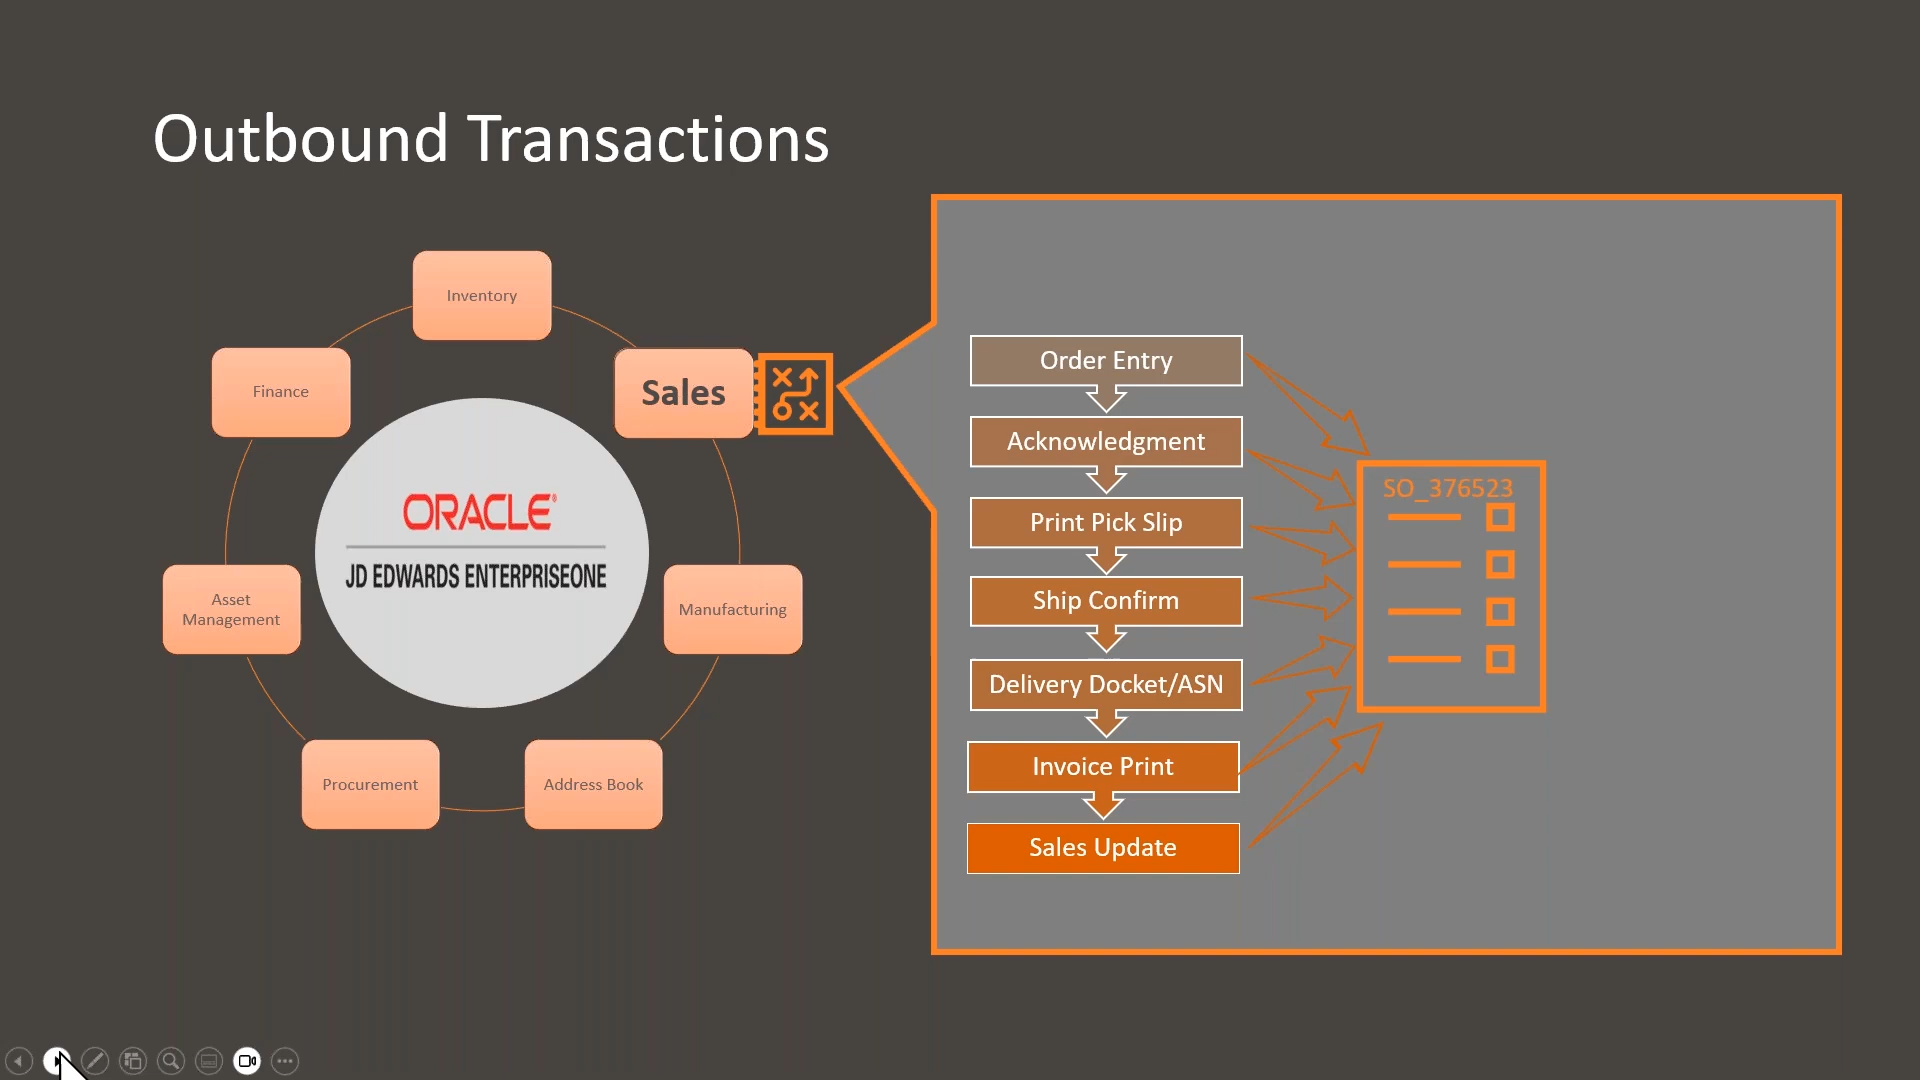 Outbound Transactions
Inventory
Finance
Sales
ORACLE®
JD EDWARDS ENTERPRISEONE
Asset
Management
Manufacturing
Procurement
Address Book
Order Entry
Acknowledgment
Print Pick Slip
Ship Confirm
Delivery Docket/ASN
Invoice Print
Sales Update
SO_376523